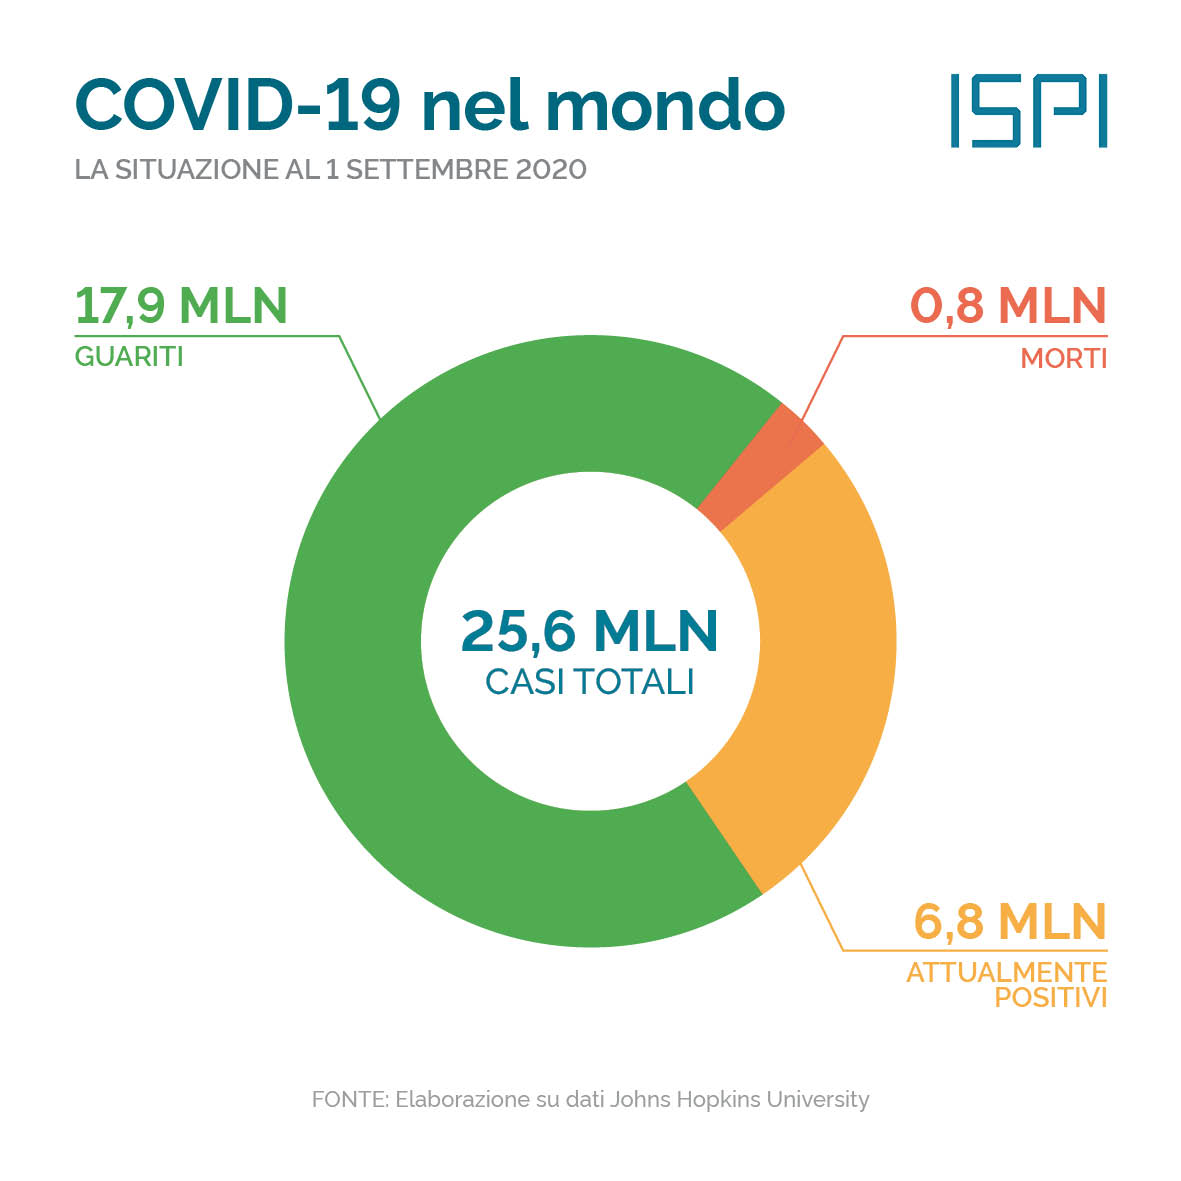 COVID-19 nel mondo
ISPI
LA SITUAZIONE AL 1 SETTEMBRE 2020
17,9 MLN
GUARITI
0,8 MLN
MORTI
25,6 MLN
CASI TOTALI
6,8 MLN
ATTUALMENTE
POSITIVI
FONTE: Elaborazione su dati Johns Hopkins University